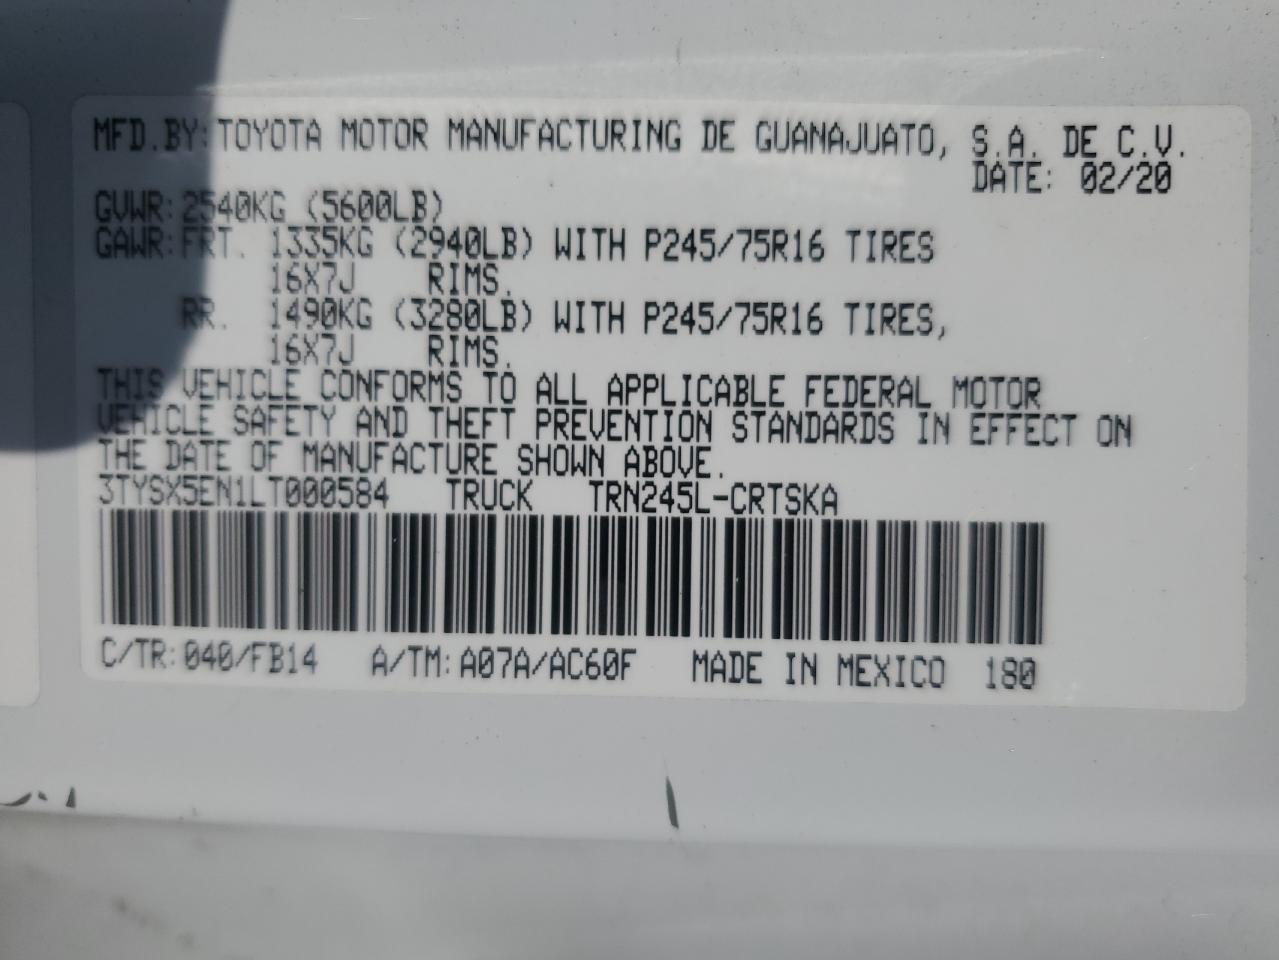 MFD.BY:TOYOTA MOTOR MANUFACTURING DE GUANAJUATO, S.A. DE C.V.
DATE: 02/20
GVWR:2540KG (5600LB)
GAWR:FRT. 1335KG (2940LB) WITH P245/75R16 TIRES
16X7J RIMS.
RR. 1490KG (3280LB) WITH P245/75R16 TIRES,
16X7J RIMS.
THIS VEHICLE CONFORMS TO ALL APPLICABLE FEDERAL MOTOR
VEHICLE SAFETY AND THEFT PREVENTION STANDARDS IN EFFECT ON
THE DATE OF MANUFACTURE SHOWN ABOVE.
3TYSX5EN1LT000584 TRUCK TRN245L-CRTSKA
C/TR:040/FB14 A/TM:A07A/AC60F MADE IN MEXICO 180